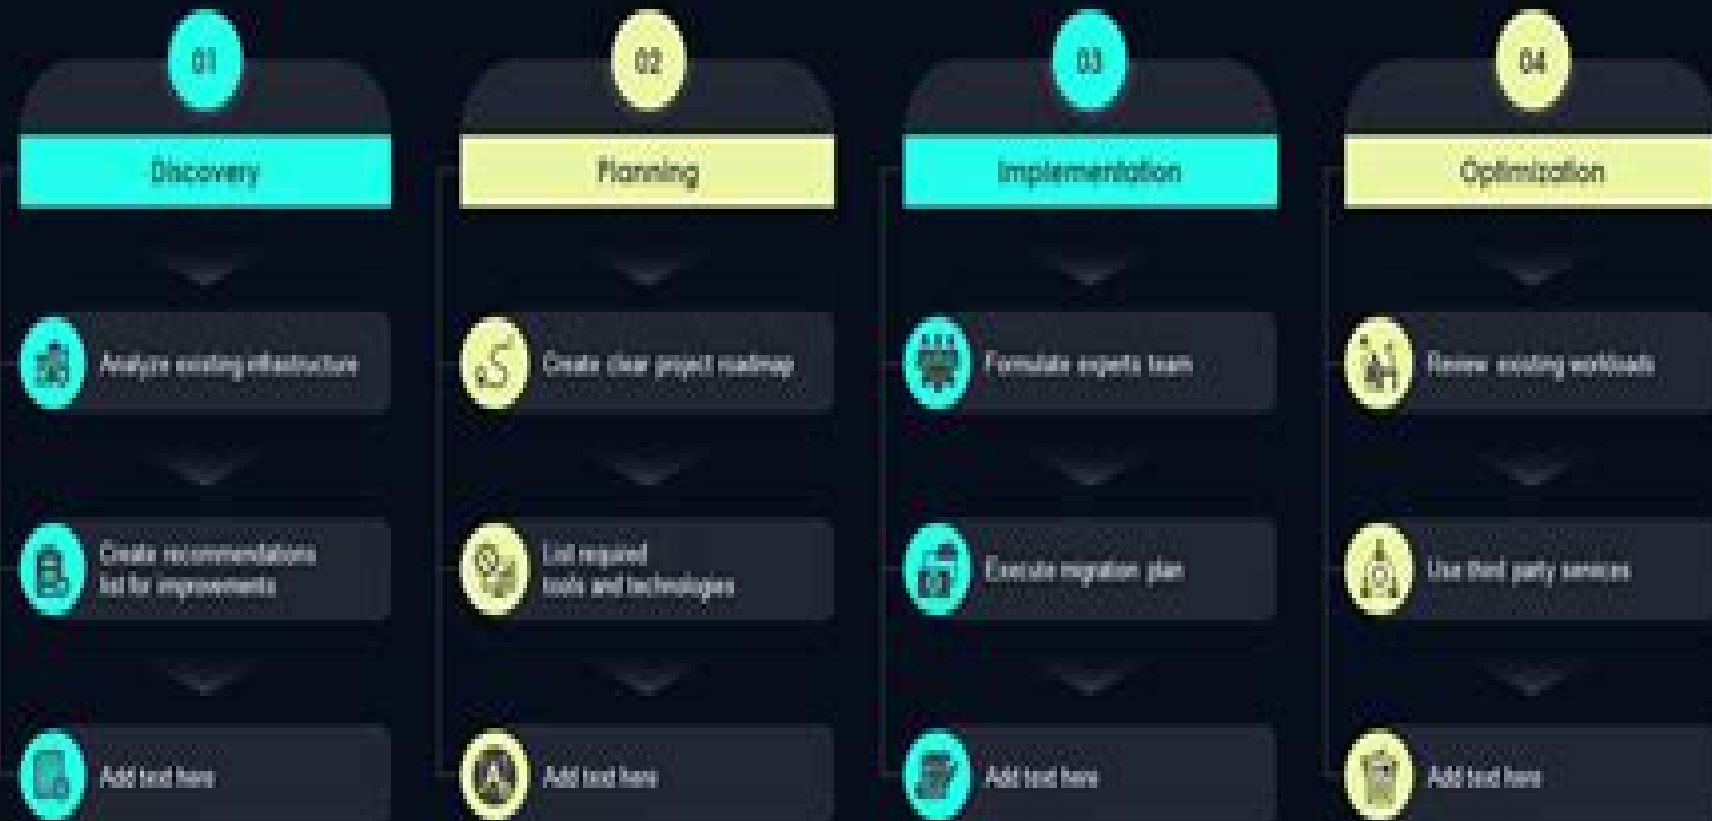 01
Discovery
Analyze existing infrastructure
Create recommendations
list for improvements
Add text here
02
Planning
Create clear project roadmap
List required
tools and technologies
Add text here
03
Implementation
Formulate experts team
Execute migration plan
Add text here
04
Optimization
Review existing workloads
Use third party services
Add text here